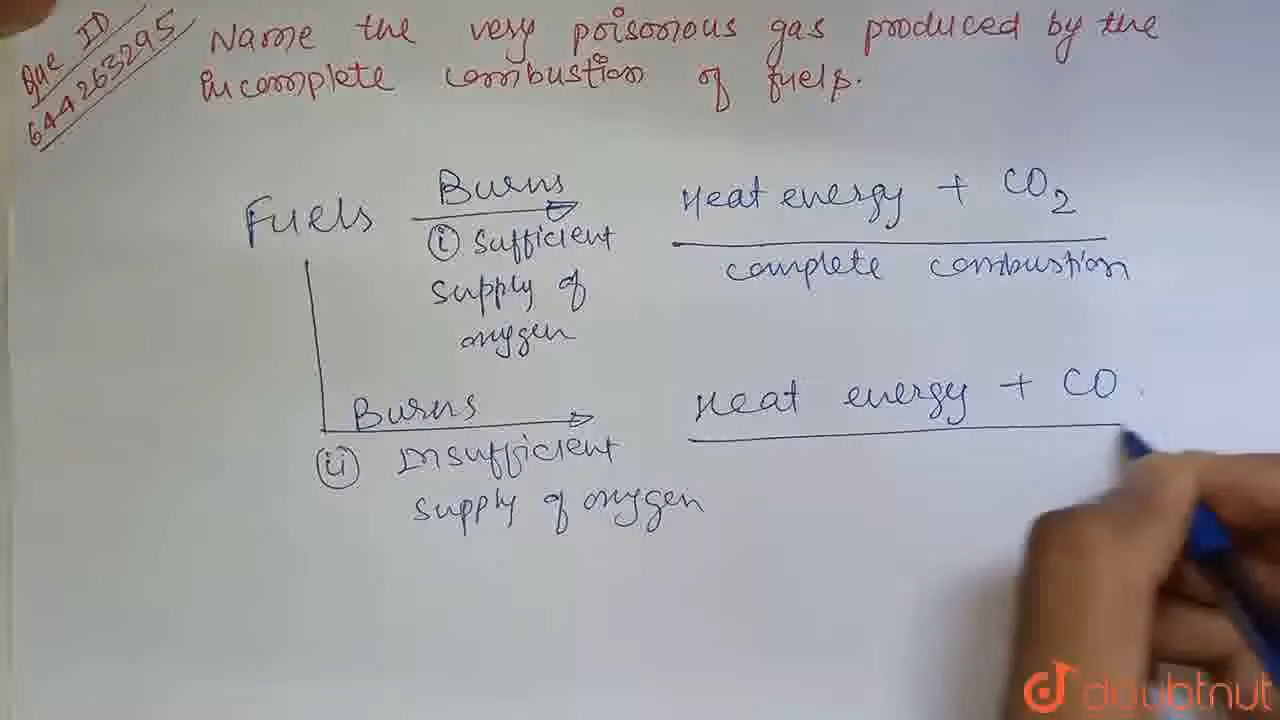 Que ID
644263295
Name the very poisonous gas produced by the
incomplete combustion of fuels.
Fuels Burns Heat energy + CO2
(i) Sufficient complete combustion
supply of
oxygen
Burns Heat energy + CO
(ii) Insufficient
supply of oxygen
doubtnut